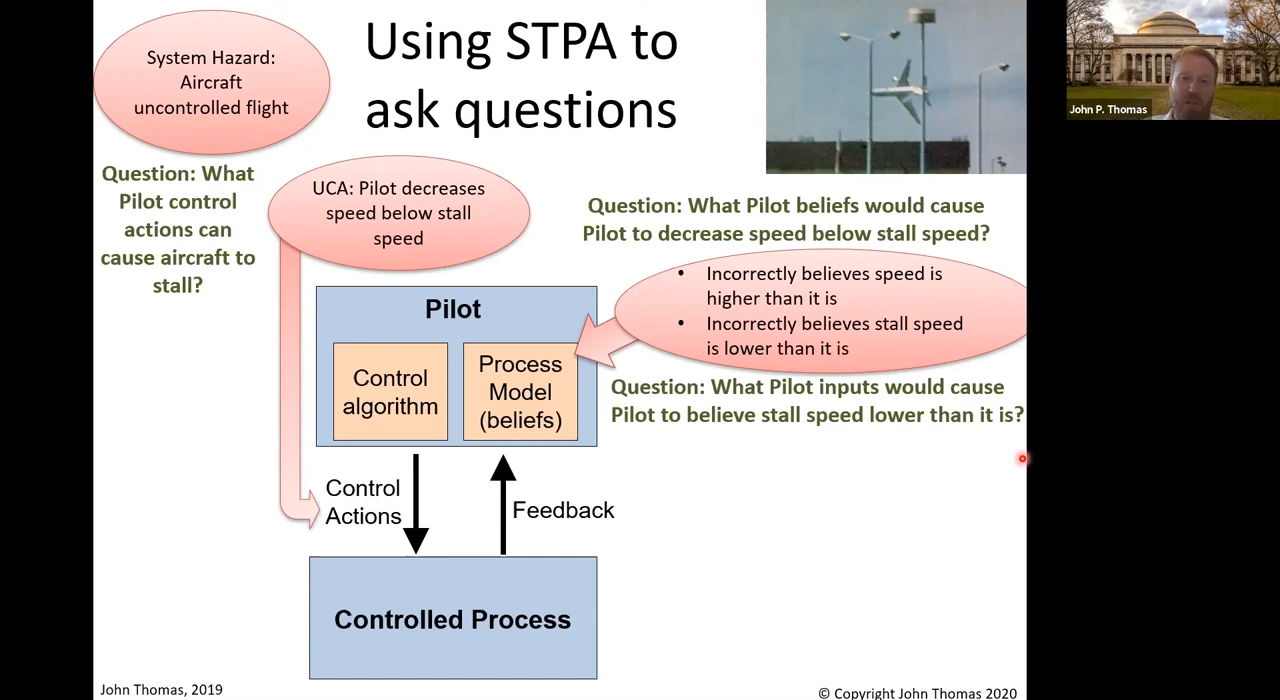 Using STPA to
ask questions
System Hazard:
Aircraft
uncontrolled flight
Question: What
Pilot control
actions can
cause aircraft to
stall?
UCA: Pilot decreases
speed below stall
speed
Question: What Pilot beliefs would cause
Pilot to decrease speed below stall speed?
• Incorrectly believes speed is
higher than it is
• Incorrectly believes stall speed
is lower than it is
Question: What Pilot inputs would cause
Pilot to believe stall speed lower than it is?
Pilot
Control
algorithm
Process
Model
(beliefs)
Control
Actions
Feedback
Controlled Process
John Thomas, 2019
© Copyright John Thomas 2020
John P. Thomas